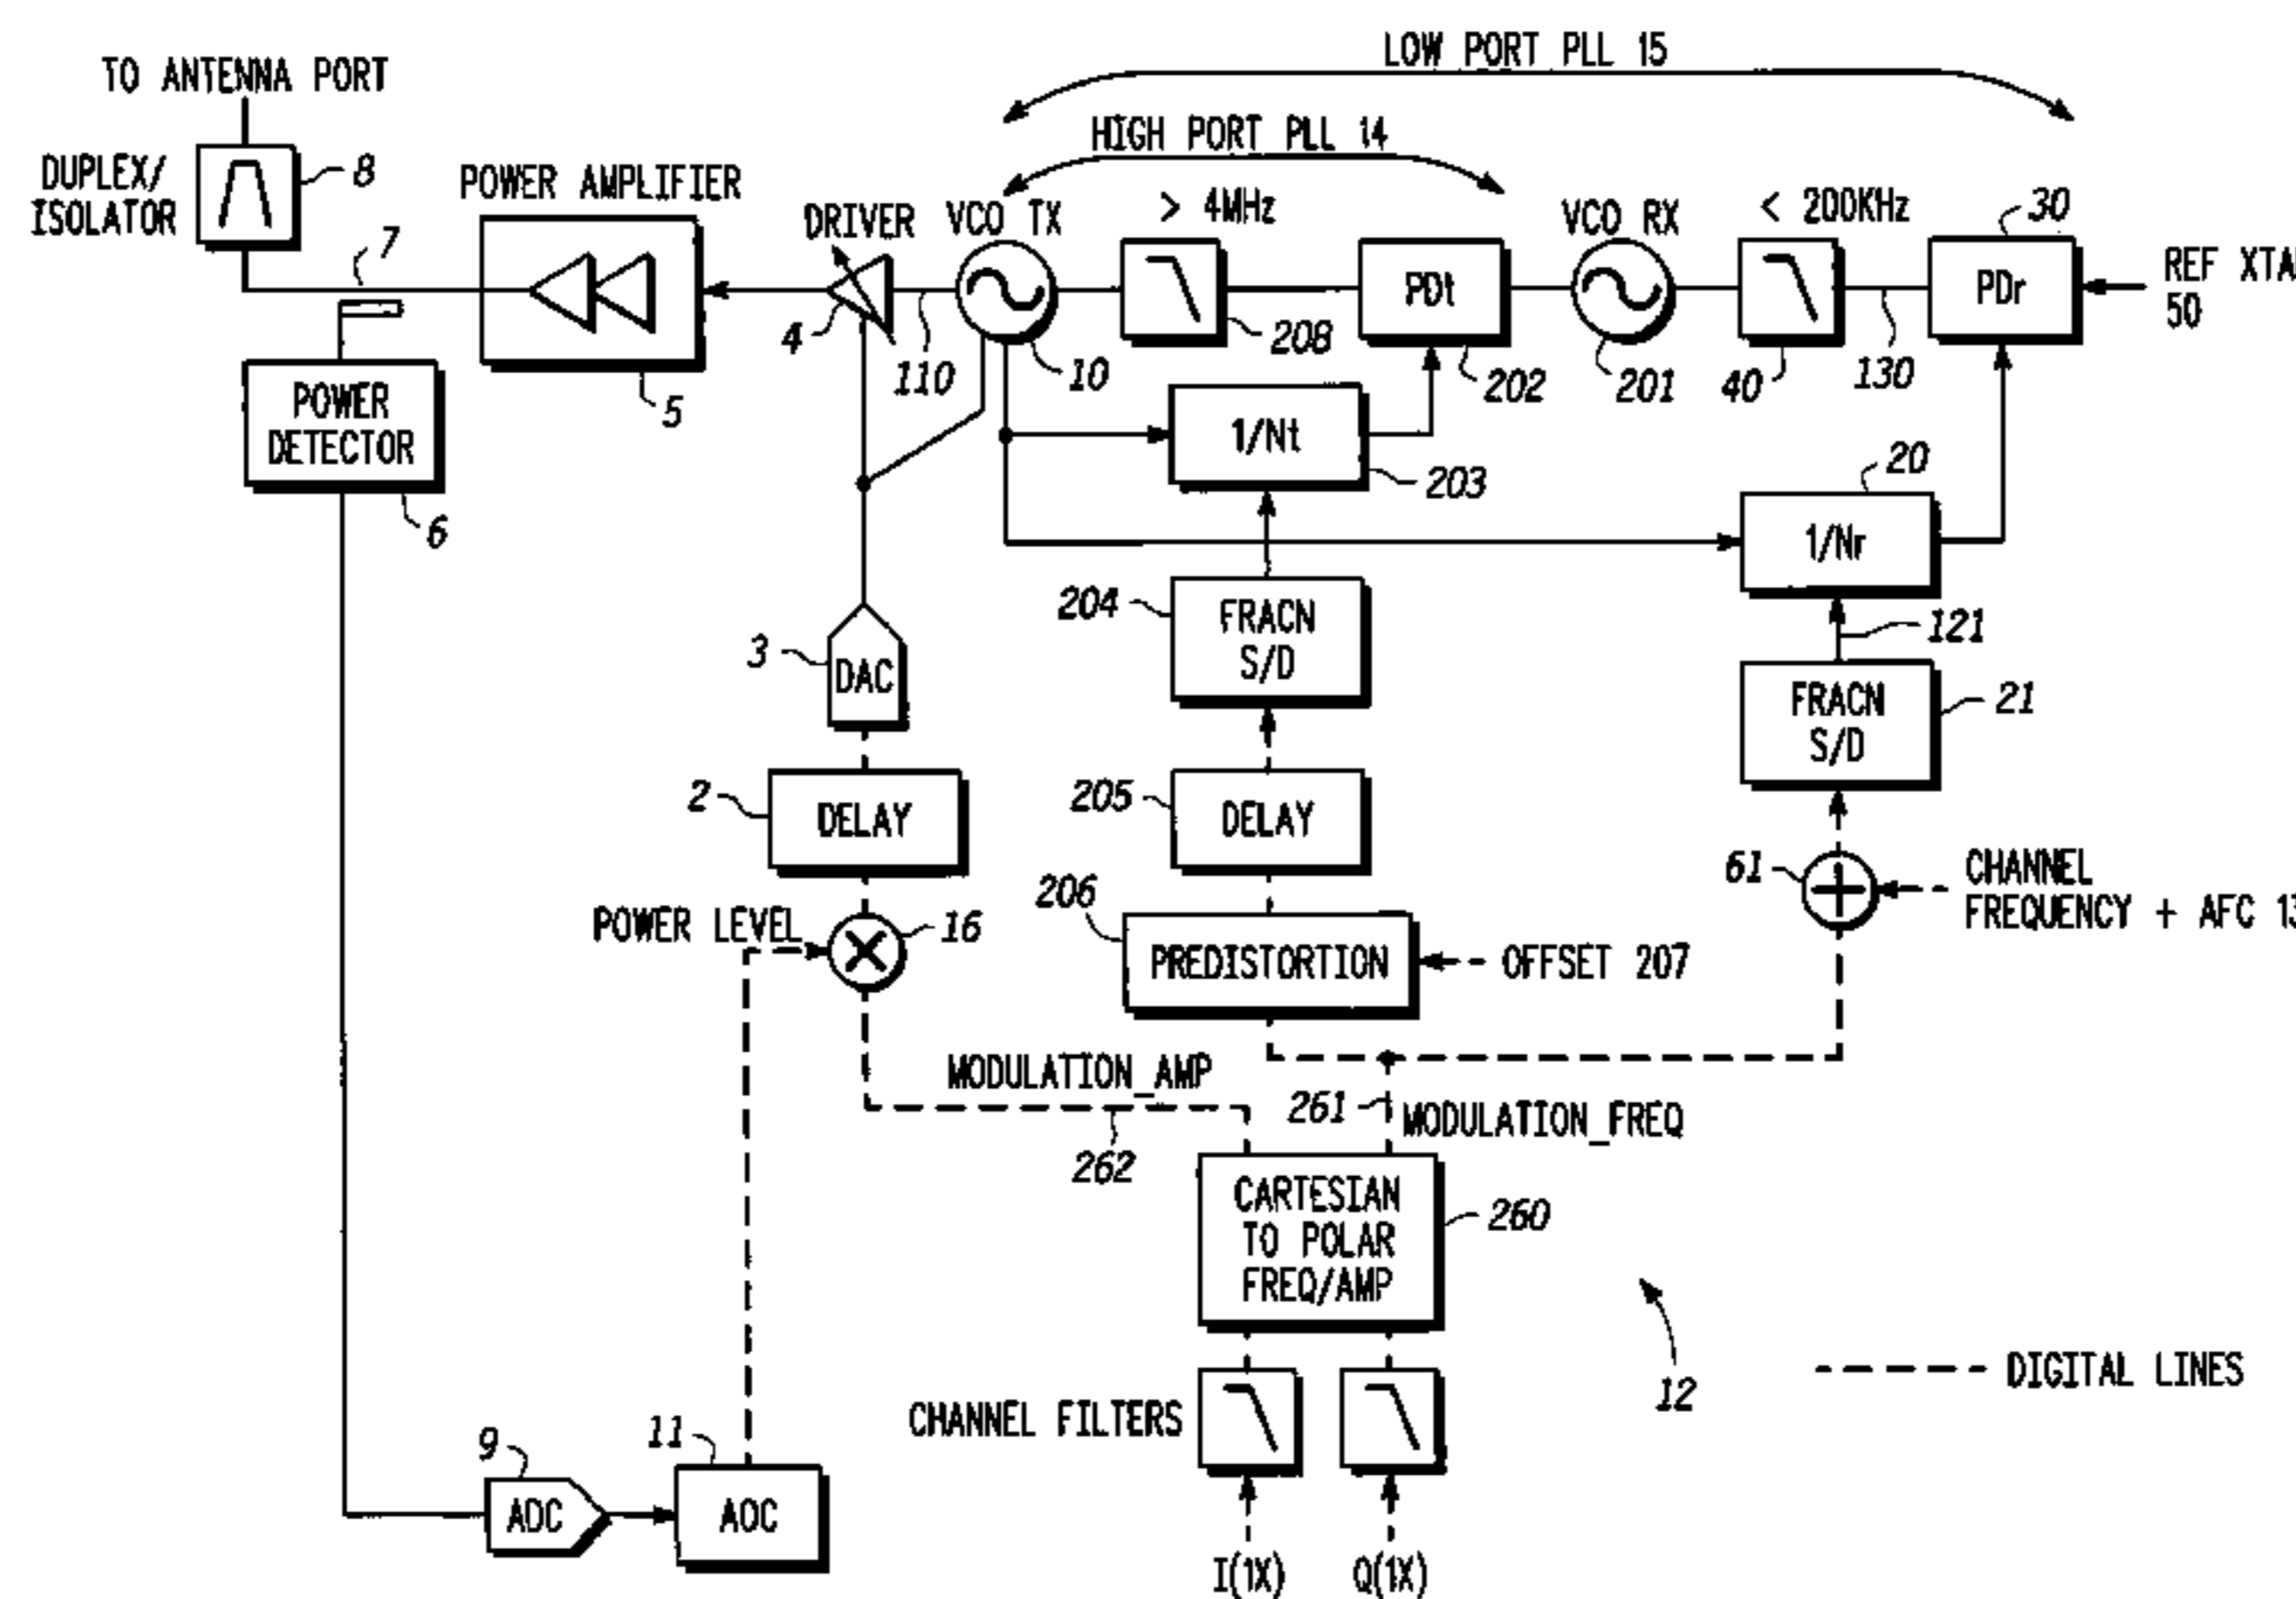 LOW PORT PLL 15
TO ANTENNA PORT
HIGH PORT PLL 14
DUPLEX/
ISOLATOR
8
POWER AMPLIFIER
DRIVER
VCO TX
> 4MHz
VCO RX
< 200KHz
30
7
PDt
PDr
REF XTA
50
4
110
10
208
202
201
40
130
5
POWER
DETECTOR
6
1/Nt
203
20
1/Nr
204
FRACN
S/D
121
3
DAC
FRACN
S/D
21
2
DELAY
205
DELAY
61
CHANNEL
FREQUENCY + AFC 13
206
POWER LEVEL
16
PREDISTORTION
OFFSET 207
MODULATION_AMP
262
261
MODULATION_FREQ
CARTESIAN
TO POLAR
FREQ/AMP
260
12
DIGITAL LINES
CHANNEL FILTERS
9
ADC
11
AOC
I(1X)
Q(1X)